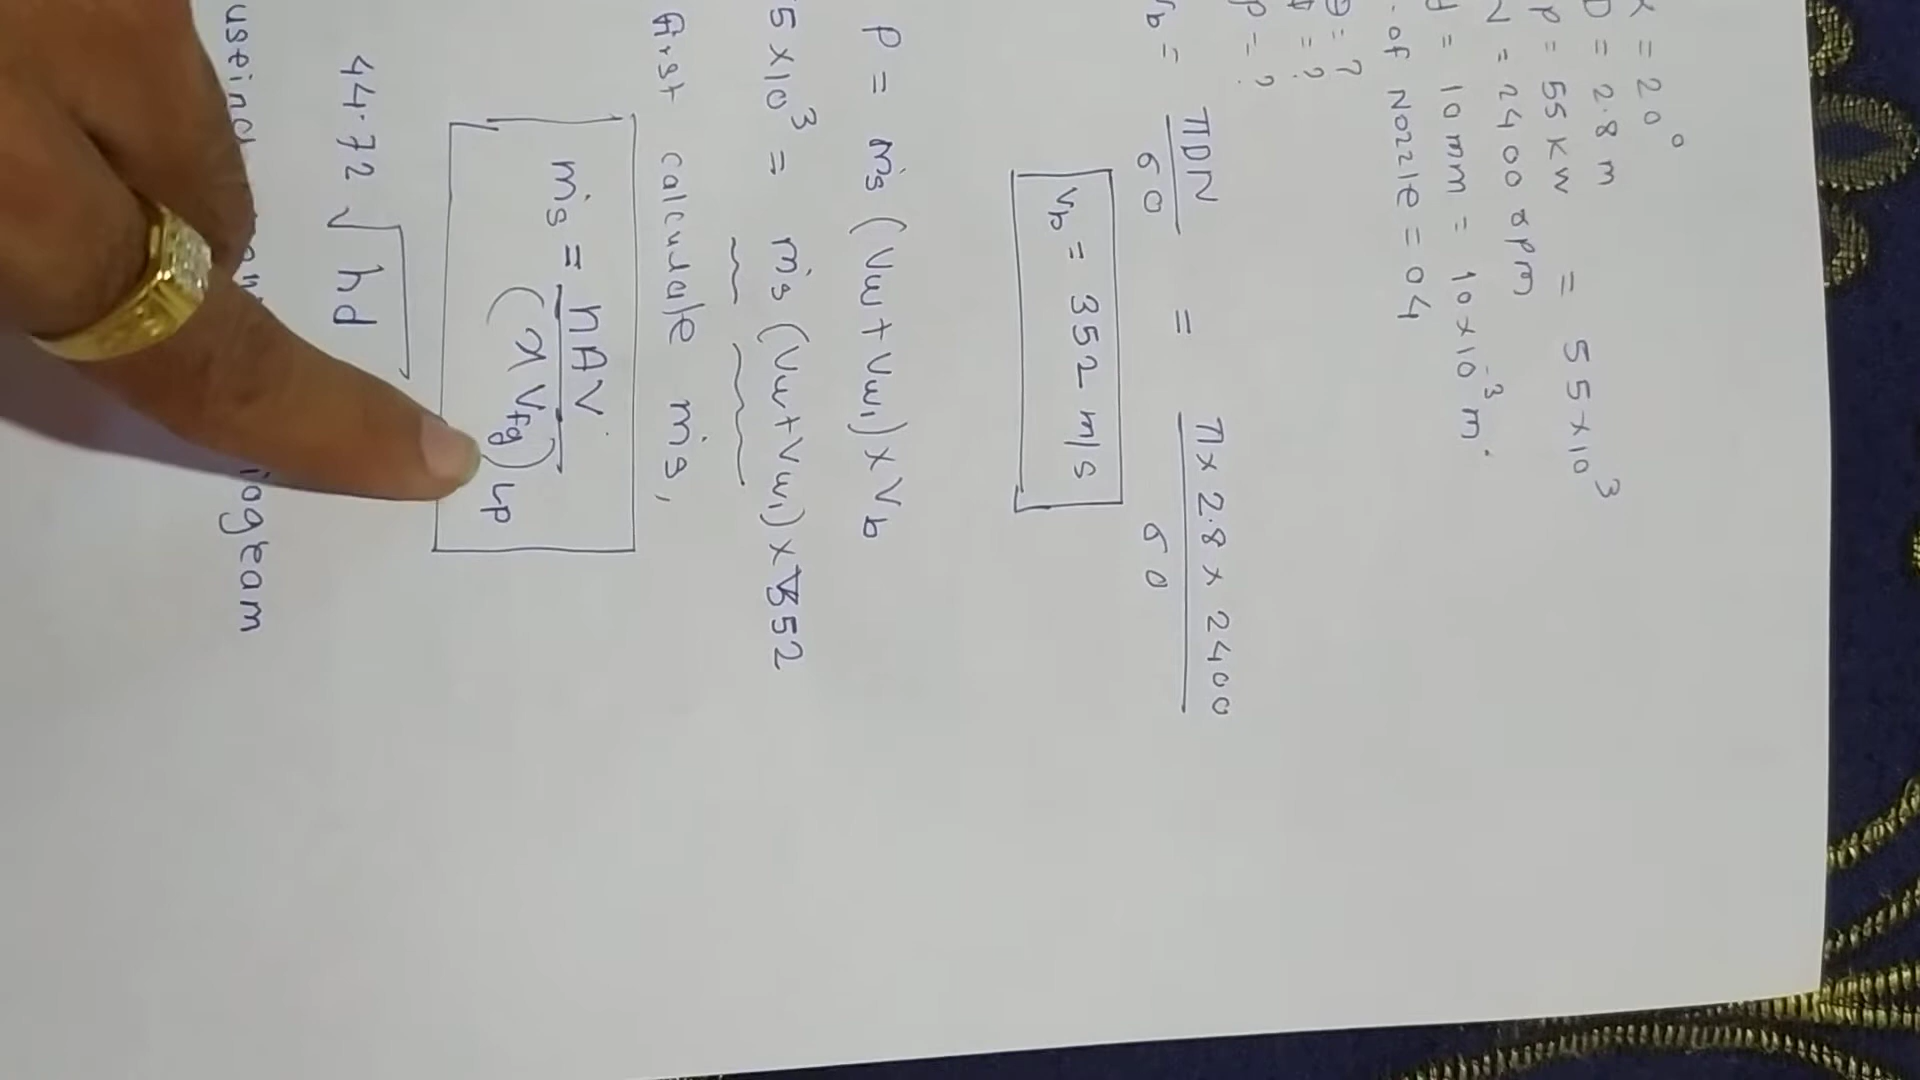 = 20°
D = 2.8 m
P = 55 KW = 55 × 10³
N = 2400 rpm
d = 10 mm = 10 × 10⁻³ m.
of Nozzle = 04
θ = ?
= ?
P = ?
Vb = πDN/60 = π × 2.8 × 2400/60
Vb = 352 m/s
P = ṁs (Vw + Vw1) × Vb
5 × 10³ = ṁs (Vw + Vw1) × 352
first calculate ṁs,
ṁs = nAV/(x Vfg) LP
44.72 √hd